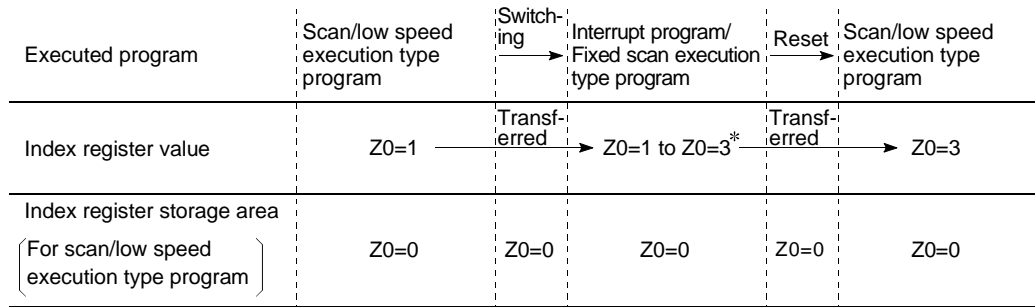 Executed program
Scan/low speed
execution type
program
Switch-
ing
Interrupt program/
Fixed scan execution
type program
Reset
Scan/low speed
execution type
program
Index register value
Z0=1
Transf-
erred
Z0=1 to Z0=3*
Transf-
erred
Z0=3
Index register storage area
For scan/low speed
execution type program
Z0=0
Z0=0
Z0=0
Z0=0
Z0=0